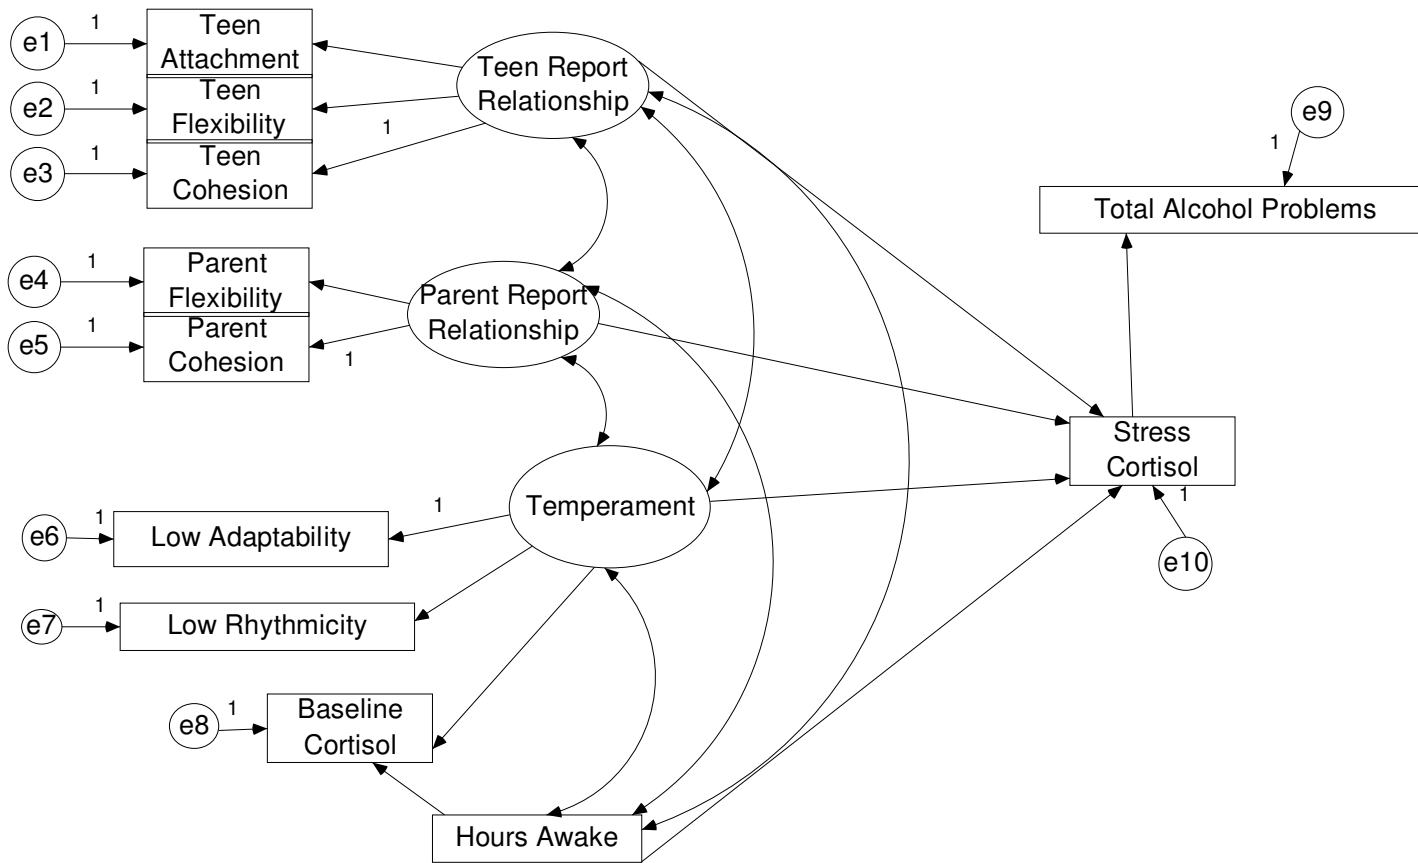 e1
1
Teen
Attachment
e2
1
Teen
Flexibility
e3
1
Teen
Cohesion
1
Teen Report
Relationship
e9
1
Total Alcohol Problems
e4
1
Parent
Flexibility
e5
1
Parent
Cohesion
1
Parent Report
Relationship
Stress
Cortisol
1
e10
e6
1
Low Adaptability
1
Temperament
e7
1
Low Rhythmicity
e8
1
Baseline
Cortisol
Hours Awake